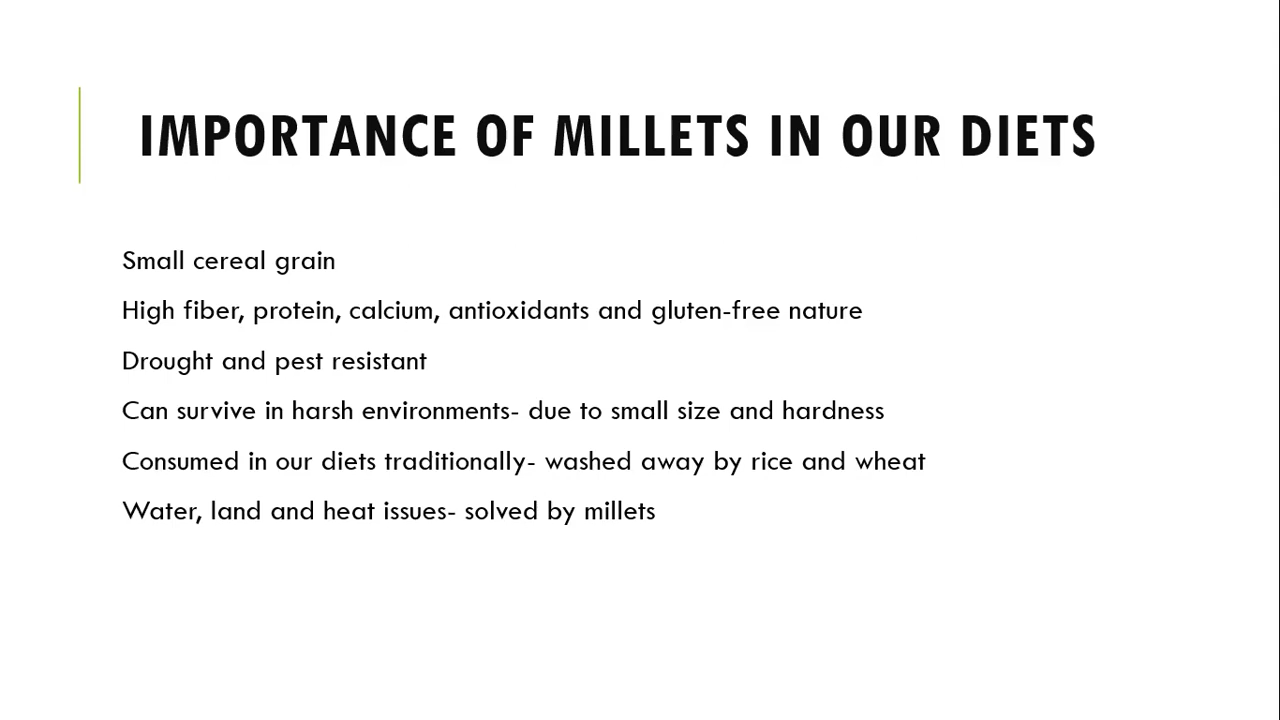 IMPORTANCE OF MILLETS IN OUR DIETS
Small cereal grain
High fiber, protein, calcium, antioxidants and gluten-free nature
Drought and pest resistant
Can survive in harsh environments- due to small size and hardness
Consumed in our diets traditionally- washed away by rice and wheat
Water, land and heat issues- solved by millets